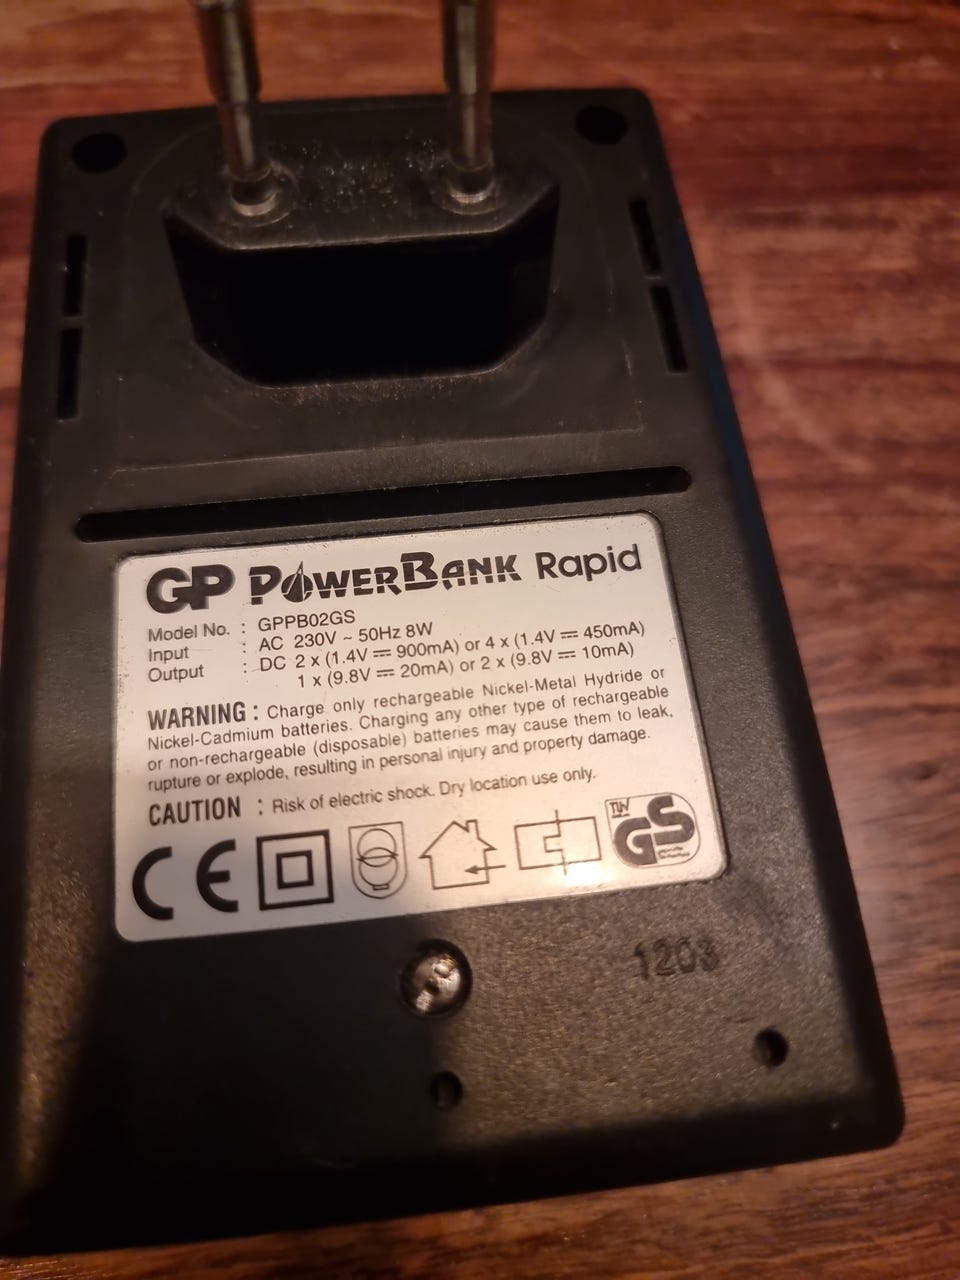 GP POWERBANK Rapid
Model No. : GPPB02GS
Input : AC 230V ~ 50Hz 8W
Output : DC 2 x (1.4V ⎓ 900mA) or 4 x (1.4V ⎓ 450mA)
1 x (9.8V ⎓ 20mA) or 2 x (9.8V ⎓ 10mA)
WARNING : Charge only rechargeable Nickel-Metal Hydride or
Nickel-Cadmium batteries. Charging any other type of rechargeable
or non-rechargeable (disposable) batteries may cause them to leak,
rupture or explode, resulting in personal injury and property damage.
CAUTION : Risk of electric shock. Dry location use only.
CE
TÜV
GS
1203